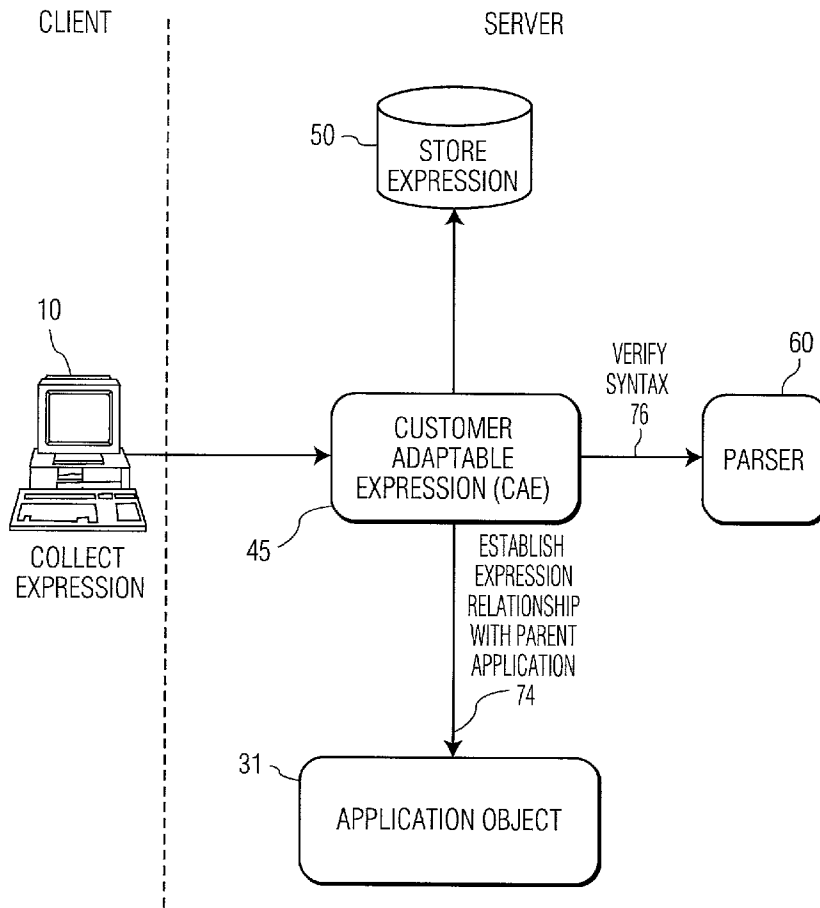 CLIENT
SERVER
50
STORE
EXPRESSION
10
VERIFY
SYNTAX
76
60
CUSTOMER
ADAPTABLE
EXPRESSION (CAE)
PARSER
45
COLLECT
EXPRESSION
ESTABLISH
EXPRESSION
RELATIONSHIP
WITH PARENT
APPLICATION
74
31
APPLICATION OBJECT